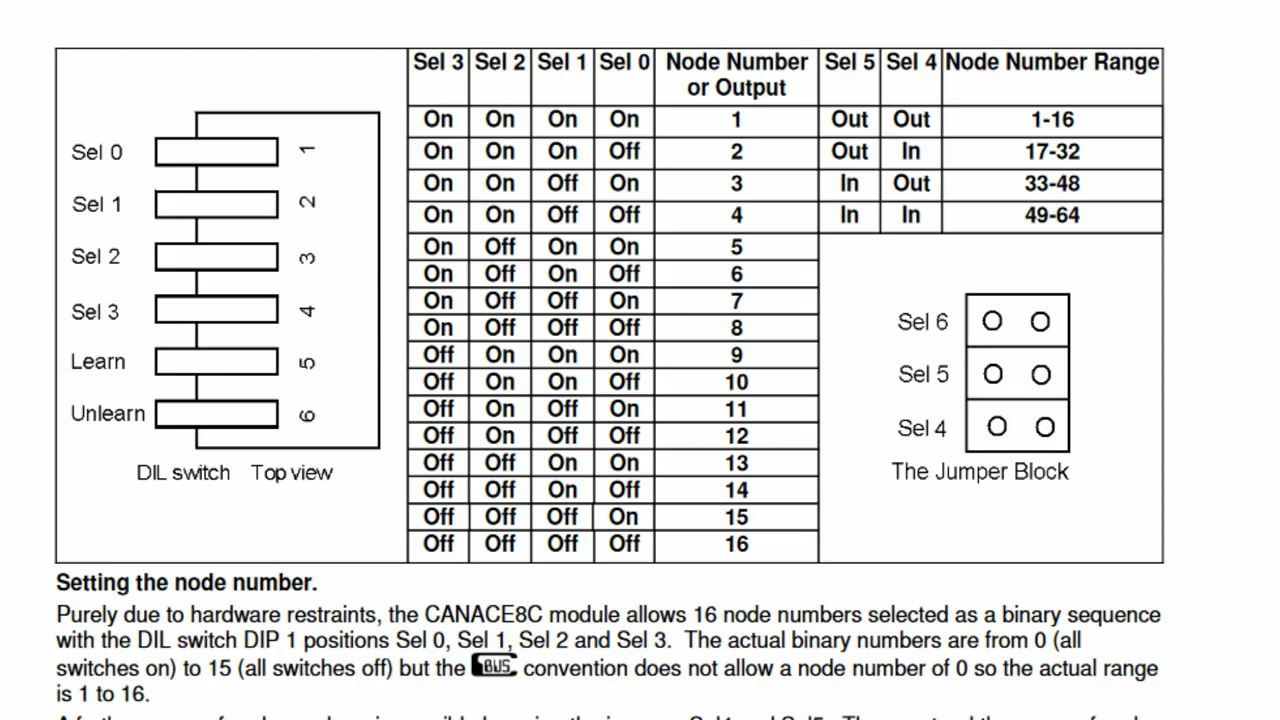 Sel 3 Sel 2 Sel 1 Sel 0 Node Number or Output Sel 5 Sel 4 Node Number Range
On On On On 1 Out Out 1-16
On On On Off 2 Out In 17-32
On On Off On 3 In Out 33-48
On On Off Off 4 In In 49-64
On Off On On 5
On Off On Off 6
On Off Off On 7
On Off Off Off 8
Off On On On 9
Off On On Off 10
Off On Off On 11
Off On Off Off 12
Off Off On On 13
Off Off On Off 14
Off Off Off On 15
Off Off Off Off 16
Sel 0 1
Sel 1 2
Sel 2 3
Sel 3 4
Learn 5
Unlearn 6
DIL switch Top view
Sel 6
Sel 5
Sel 4
The Jumper Block
Setting the node number.
Purely due to hardware restraints, the CANACE8C module allows 16 node numbers selected as a binary sequence
with the DIL switch DIP 1 positions Sel 0, Sel 1, Sel 2 and Sel 3. The actual binary numbers are from 0 (all
switches on) to 15 (all switches off) but the CBUS convention does not allow a node number of 0 so the actual range
is 1 to 16.